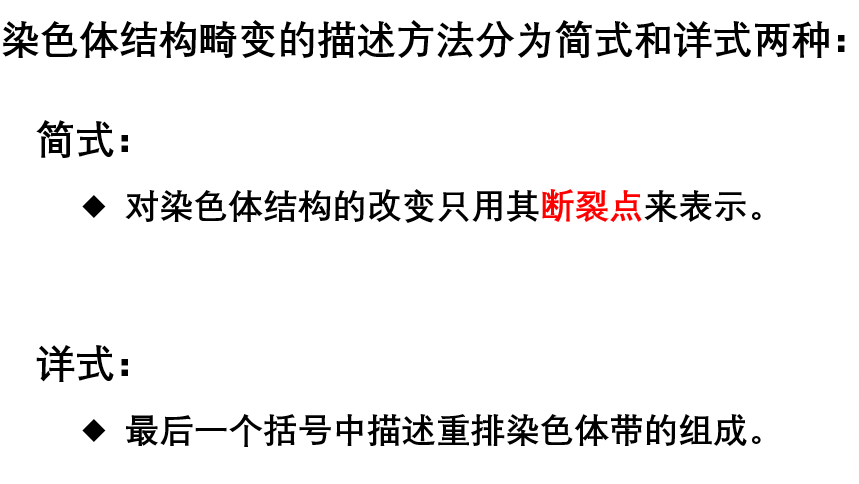 染色体结构畸变的描述方法分为简式和详式两种：
简式：
◆ 对染色体结构的改变只用其断裂点来表示。
详式：
◆ 最后一个括号中描述重排染色体带的组成。